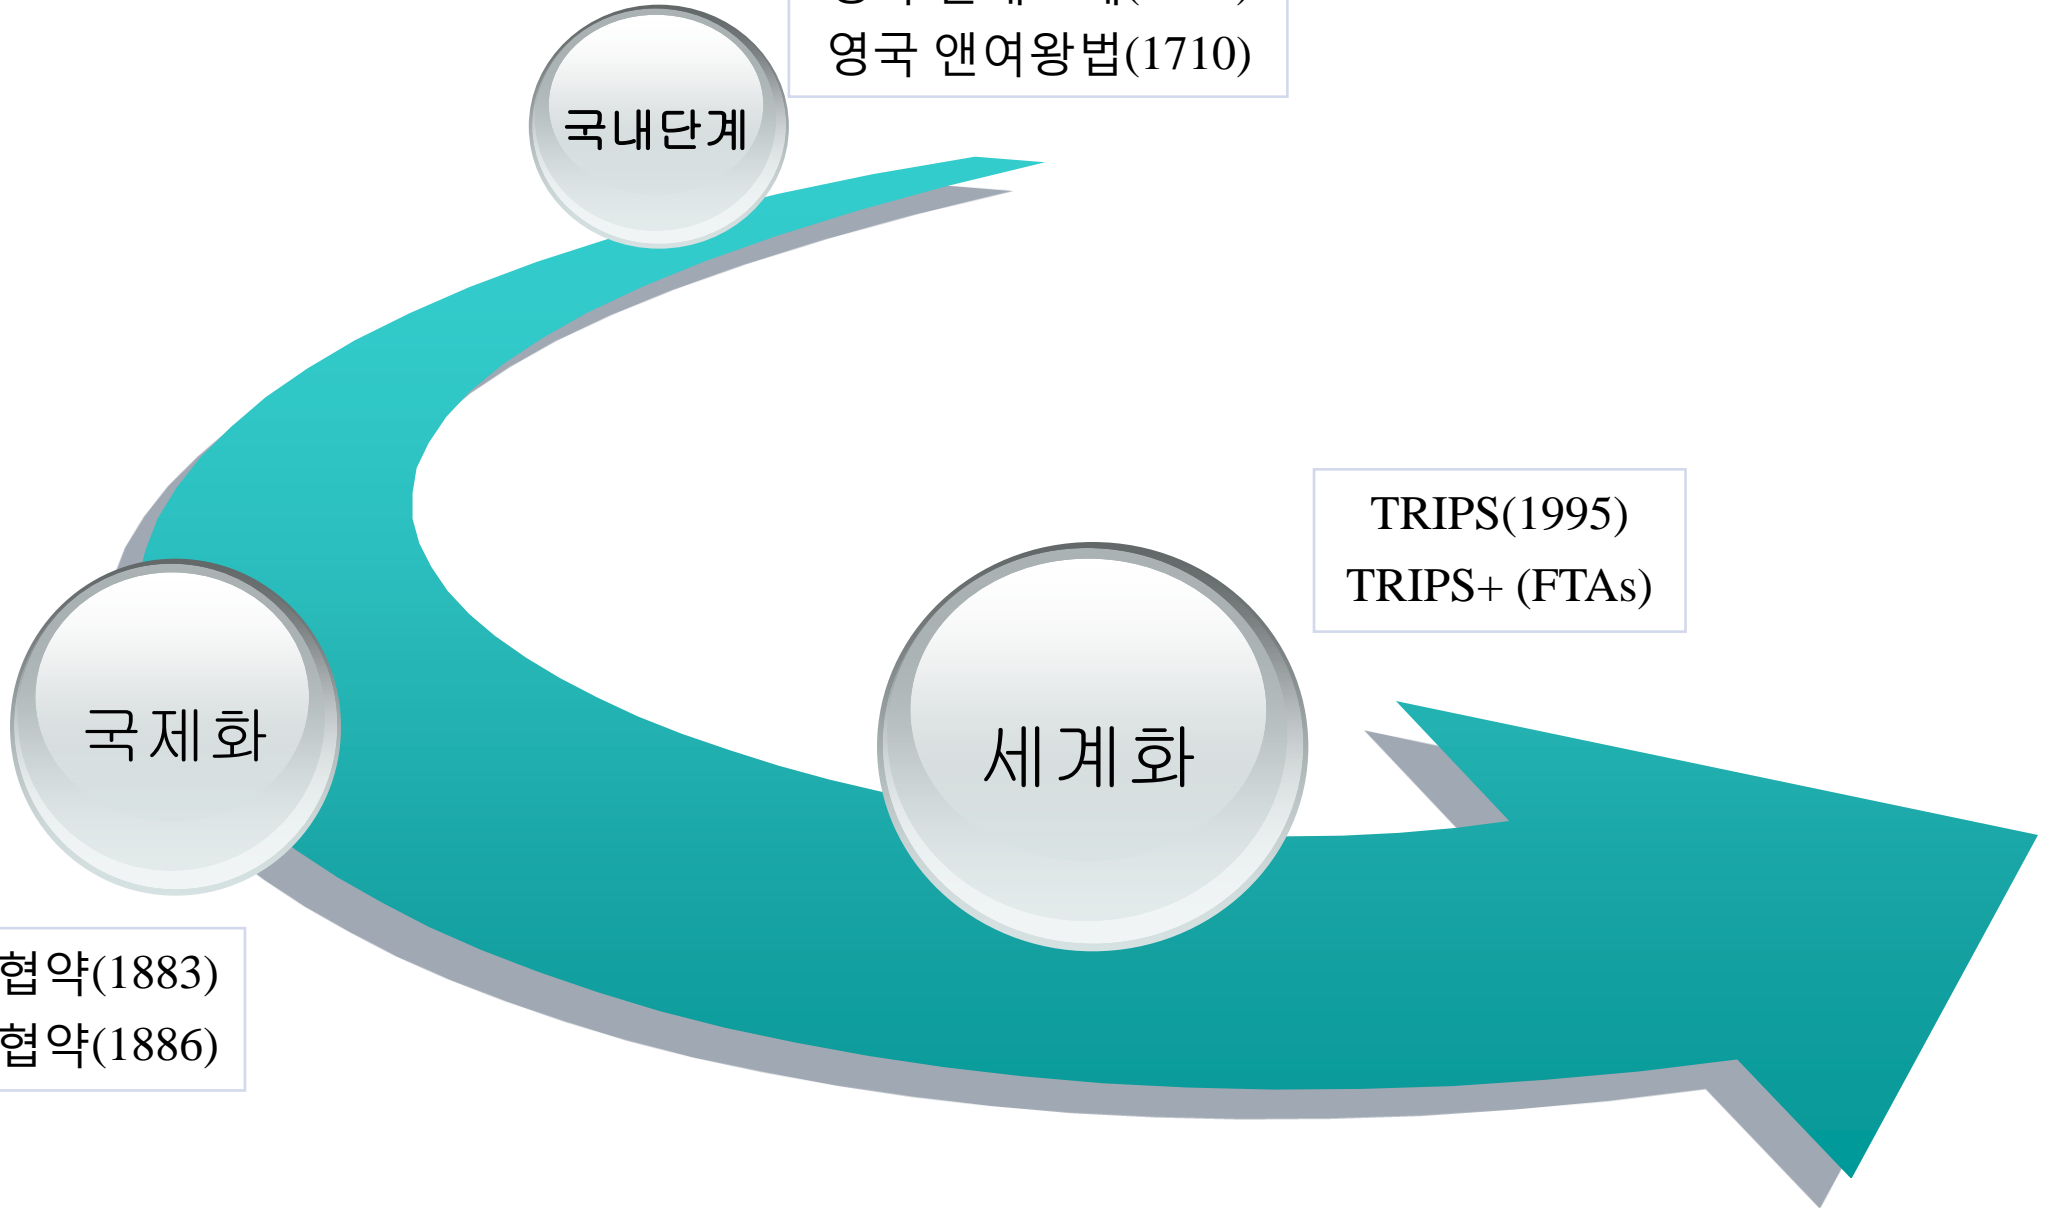 영국 앤여왕법(1710)
국내단계
TRIPS(1995)
TRIPS+ (FTAs)
국제화
세계화
협약(1883)
협약(1886)